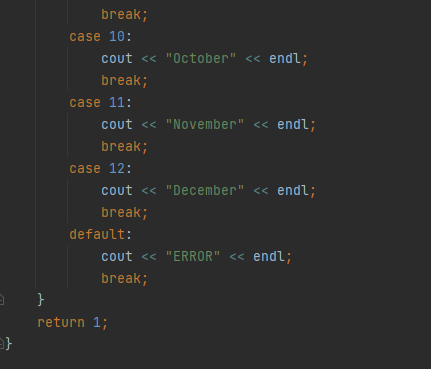 break;
case 10:
cout << "October" << endl;
break;
case 11:
cout << "November" << endl;
break;
case 12:
cout << "December" << endl;
break;
default:
cout << "ERROR" << endl;
break;
}
return 1;
}